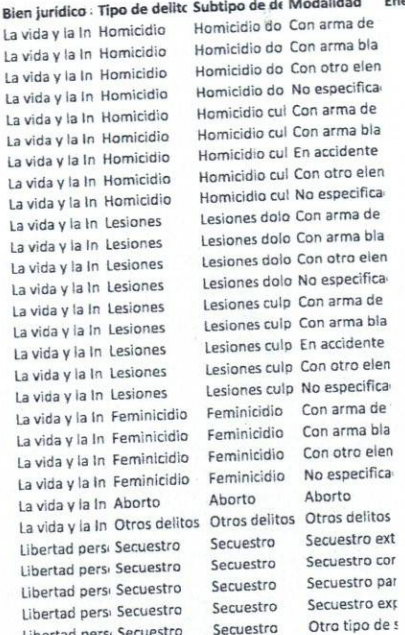 Bien jurídico : Tipo de delito Subtipo de de Modalidad Ene
La vida y la In Homicidio Homicidio do Con arma de
La vida y la In Homicidio Homicidio do Con arma bla
La vida y la In Homicidio Homicidio do Con otro elen
La vida y la In Homicidio Homicidio do No especifica
La vida y la In Homicidio Homicidio cul Con arma de
La vida y la In Homicidio Homicidio cul Con arma bla
La vida y la In Homicidio Homicidio cul En accidente
La vida y la In Homicidio Homicidio cul Con otro elen
La vida y la In Homicidio Homicidio cul No especifica
La vida y la In Lesiones Lesiones dolo Con arma de
La vida y la In Lesiones Lesiones dolo Con arma bla
La vida y la In Lesiones Lesiones dolo Con otro elen
La vida y la In Lesiones Lesiones dolo No especifica
La vida y la In Lesiones Lesiones culp Con arma de
La vida y la In Lesiones Lesiones culp Con arma bla
La vida y la In Lesiones Lesiones culp En accidente
La vida y la In Lesiones Lesiones culp Con otro elen
La vida y la In Lesiones Lesiones culp No especifica
La vida y la In Feminicidio Feminicidio Con arma de
La vida y la In Feminicidio Feminicidio Con arma bla
La vida y la In Feminicidio Feminicidio Con otro elen
La vida y la In Feminicidio Feminicidio No especifica
La vida y la In Aborto Aborto Aborto
La vida y la In Otros delitos Otros delitos Otros delitos
Libertad pers Secuestro Secuestro Secuestro ext
Libertad pers Secuestro Secuestro Secuestro cor
Libertad pers Secuestro Secuestro Secuestro par
Libertad pers Secuestro Secuestro Secuestro exp
Libertad pers Secuestro Secuestro Otro tipo de s